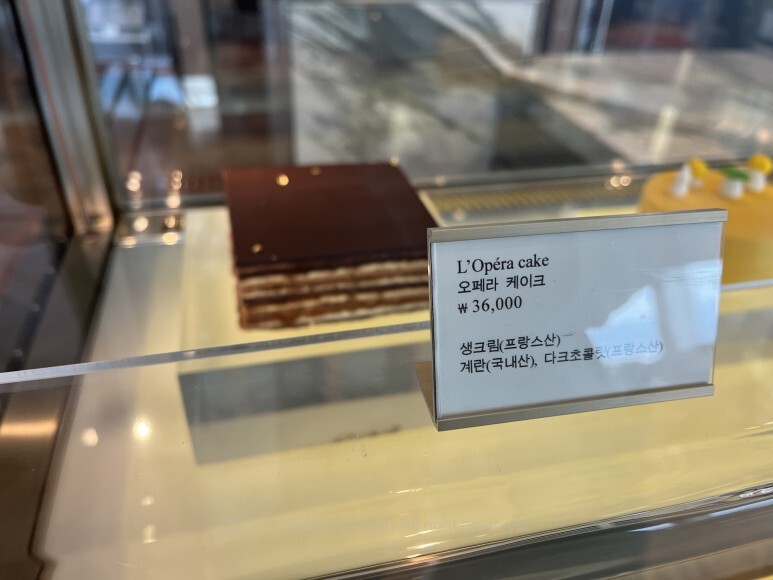 L'Opéra cake
오페라 케이크
₩ 36,000
생크림(프랑스산)
계란(국내산), 다크초콜릿(프랑스산)